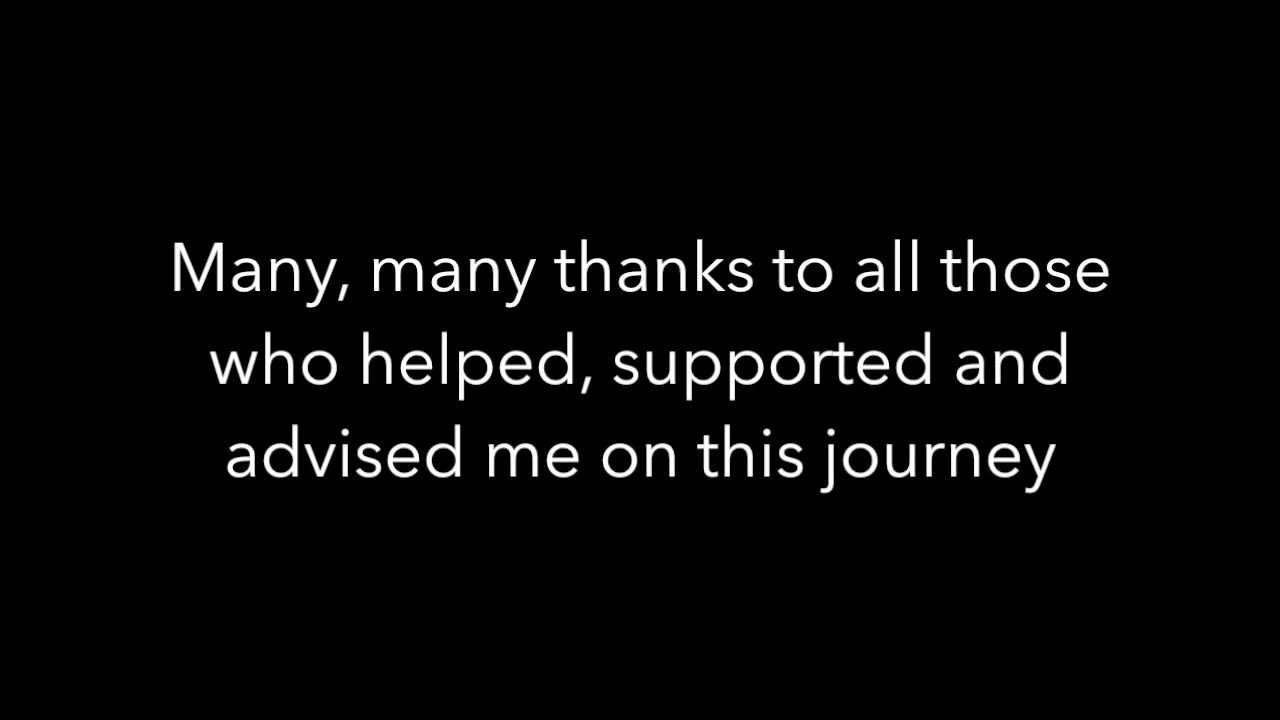 Many, many thanks to all those
who helped, supported and
advised me on this journey